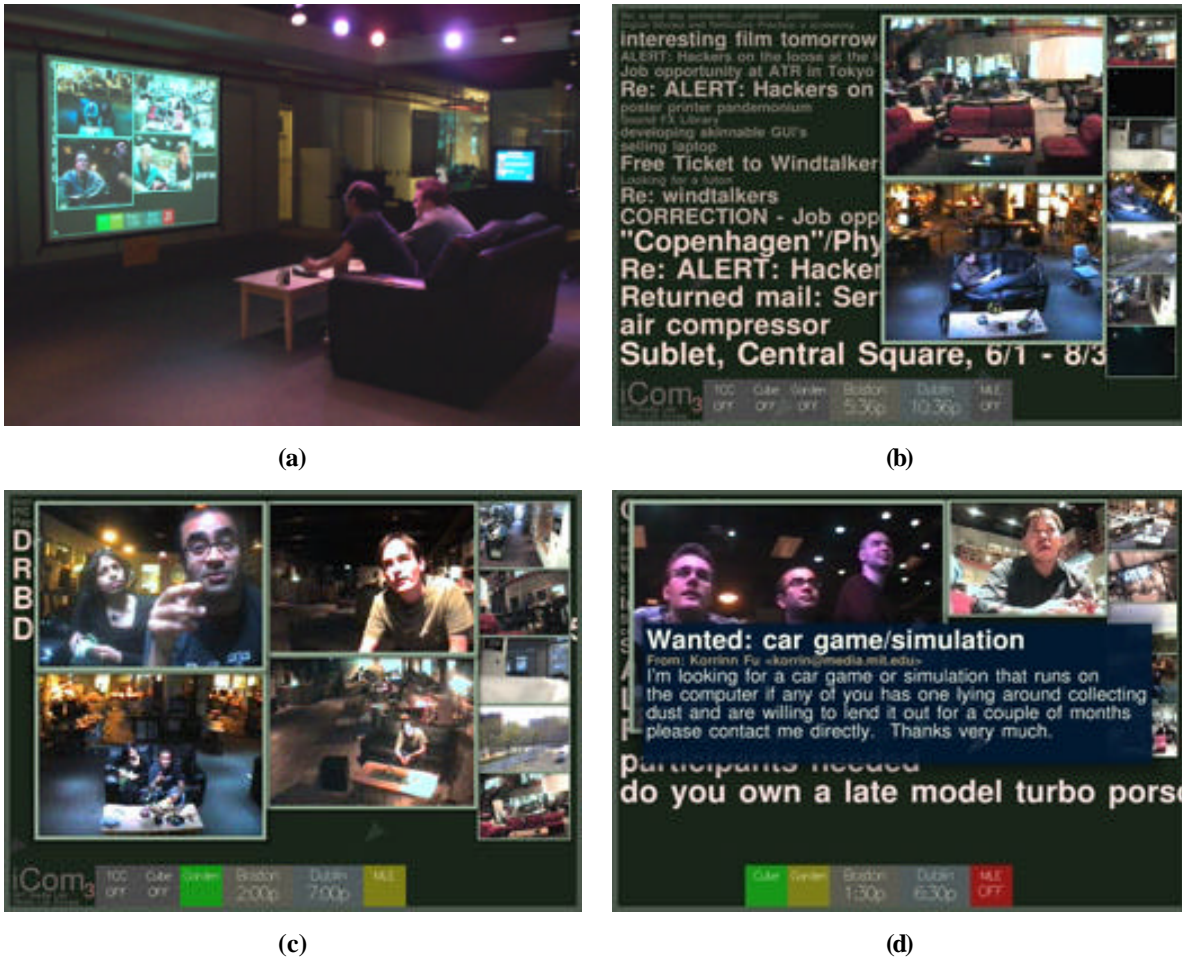 (a)
interesting film tomorrow
ALERT: Hackers on the loose at the
Job opportunity at ATR in Tokyo
Re: ALERT: Hackers on
poster printer pandemonium
Sound FX Library
developing skinnable GUI's
selling laptop
Free Ticket to Windtalker
Looking for a futon
Re: windtalkers
CORRECTION - Job opp
"Copenhagen"/Phy
Re: ALERT: Hacker
Returned mail: Ser
air compressor
Sublet, Central Square, 6/1 - 8/3
iCom3
TCC Cube Garden Boston Dublin MLE
OFF OFF OFF 5:36p 10:36p OFF
(b)
D
R
B
D
iCom3
TCC Cube Garden Boston Dublin MLE
OFF OFF 2:00p 7:00p
(c)
Wanted: car game/simulation
From: Korrinn Fu <korrin@media.mit.edu>
I'm looking for a car game or simulation that runs on
the computer if any of you has one lying around collecting
dust and are willing to lend it out for a couple of months
please contact me directly. Thanks very much.
participants needed
do you own a late model turbo pors
Cube Garden Boston Dublin MLE
1:30p 6:30p OFF
(d)